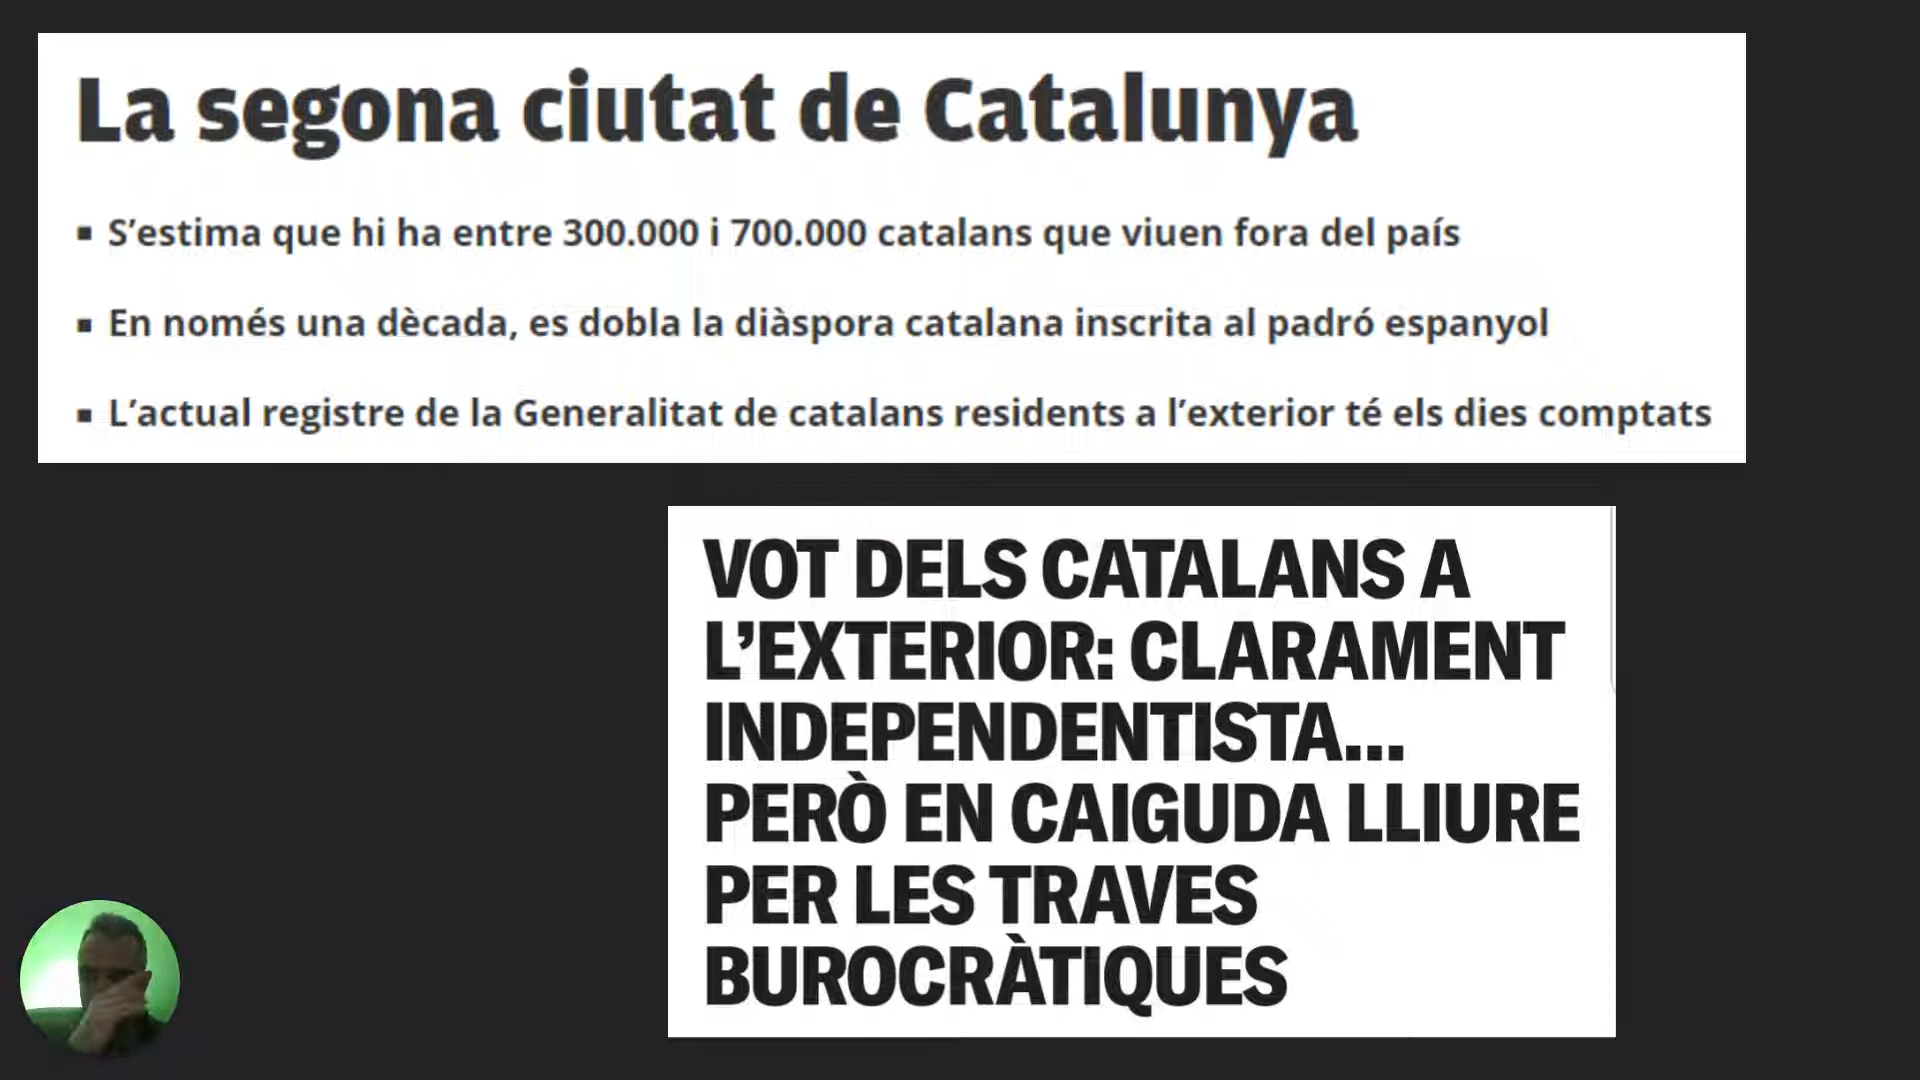 La segona ciutat de Catalunya
▪ S’estima que hi ha entre 300.000 i 700.000 catalans que viuen fora del país
▪ En només una dècada, es dobla la diàspora catalana inscrita al padró espanyol
▪ L’actual registre de la Generalitat de catalans residents a l’exterior té els dies comptats
VOT DELS CATALANS A
L’EXTERIOR: CLARAMENT
INDEPENDENTISTA...
PERÒ EN CAIGUDA LLIURE
PER LES TRAVES
BUROCRÀTIQUES